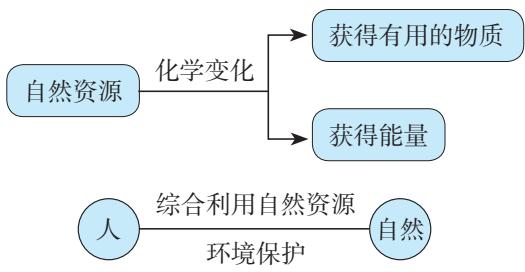 获得有用的物质
化学变化
自然资源
获得能量
综合利用自然资源
人
自然
环境保护